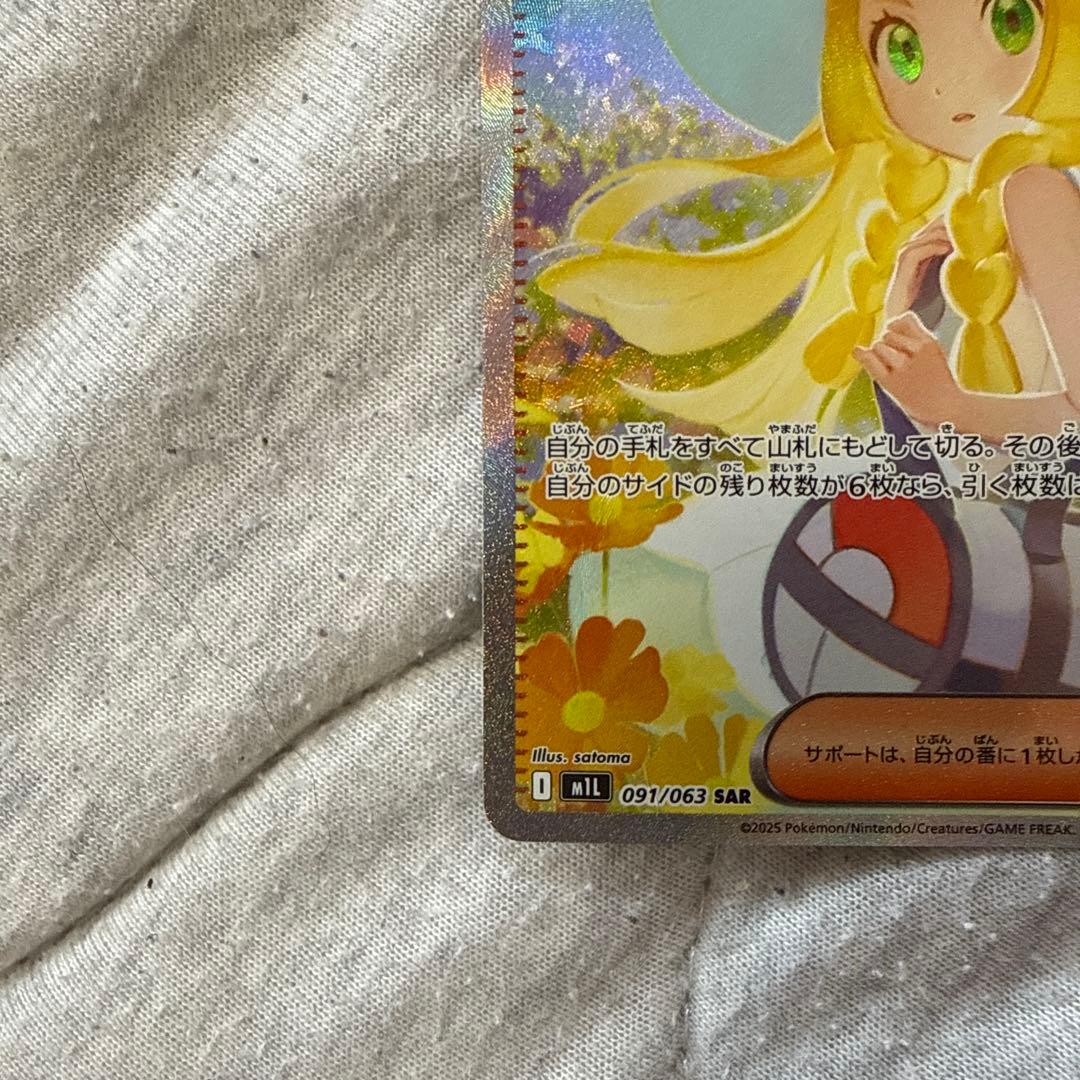 自分の手札をすべて山札にもどして切る。その後
自分のサイドの残り枚数が6枚なら、引く枚数は
サポートは、自分の番に1枚し
Illus. satoma
I M1L 091/063 SAR
©2025 Pokémon/Nintendo/Creatures/GAME FREAK.